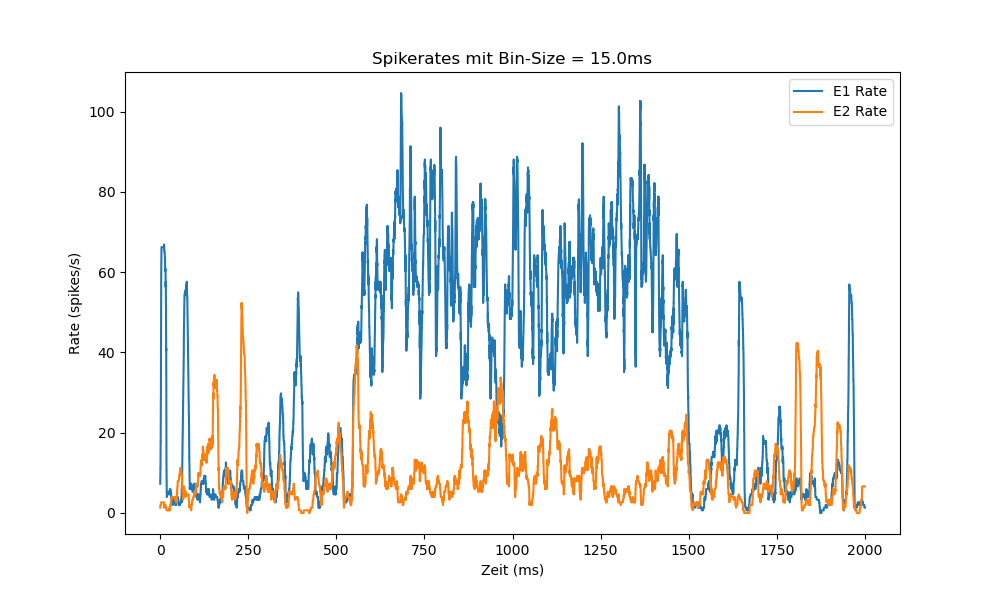 Spikerates mit Bin-Size = 15.0ms
E1 Rate
E2 Rate
100
80
60
40
20
0
Rate (spikes/s)
0 250 500 750 1000 1250 1500 1750 2000
Zeit (ms)